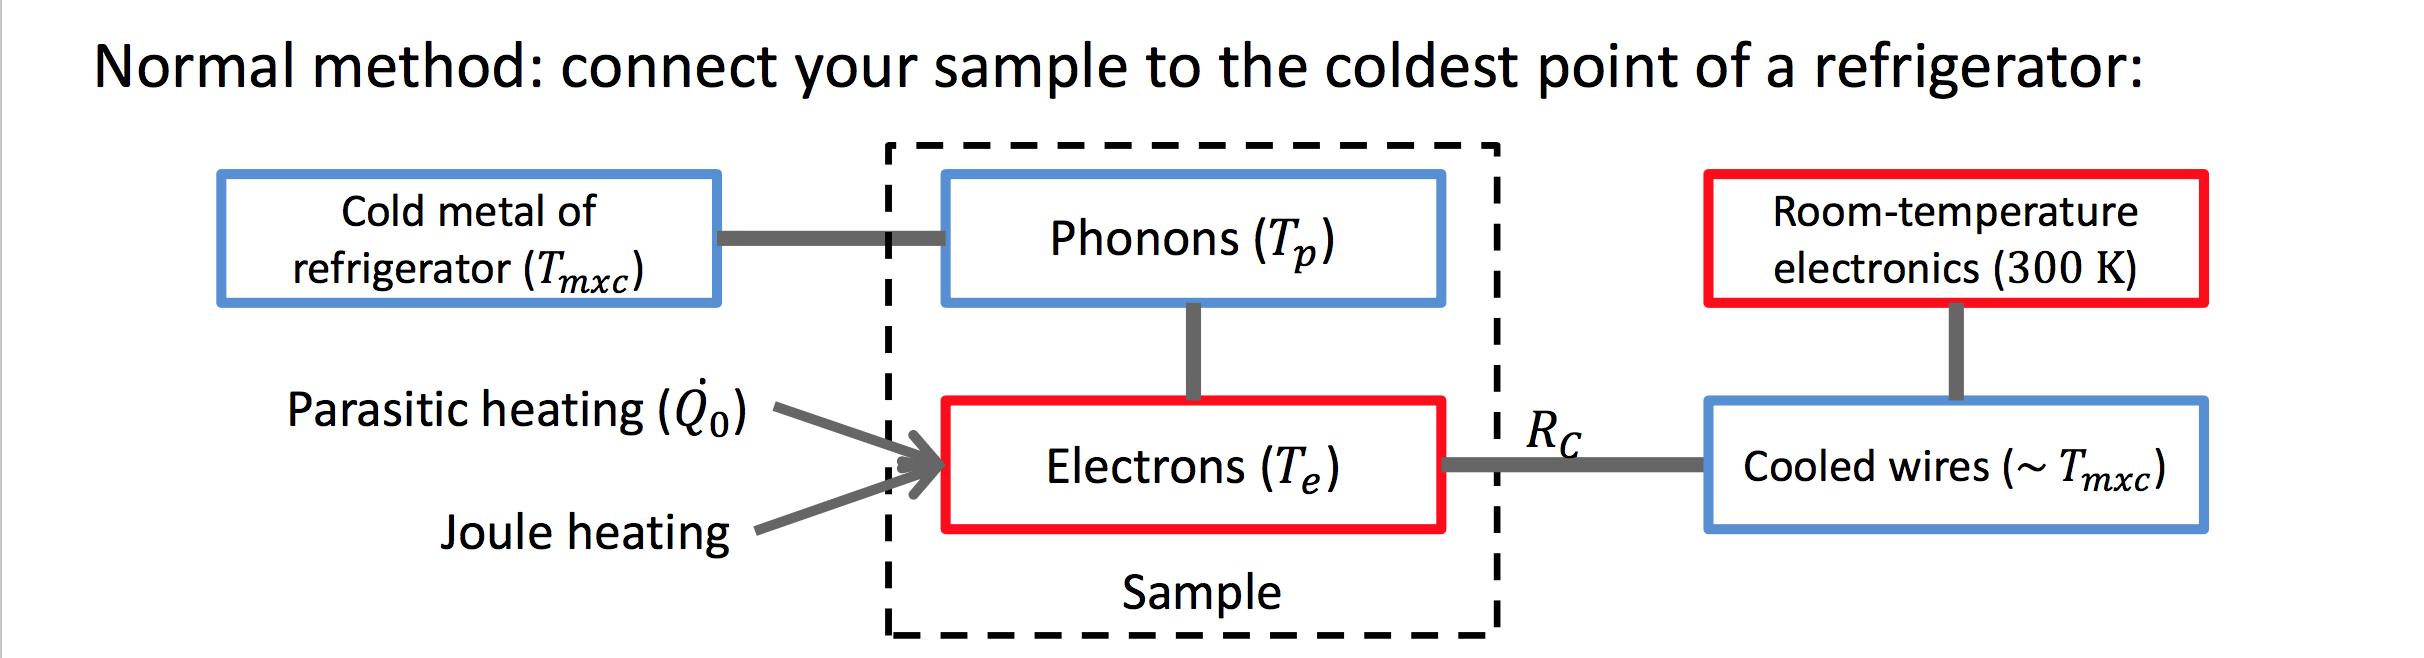 Normal method: connect your sample to the coldest point of a refrigerator:
Cold metal of
refrigerator (T_mxc)
Phonons (T_p)
Room-temperature
electronics (300 K)
Parasitic heating (Q̇_0)
Electrons (T_e)
R_C
Cooled wires (~ T_mxc)
Joule heating
Sample